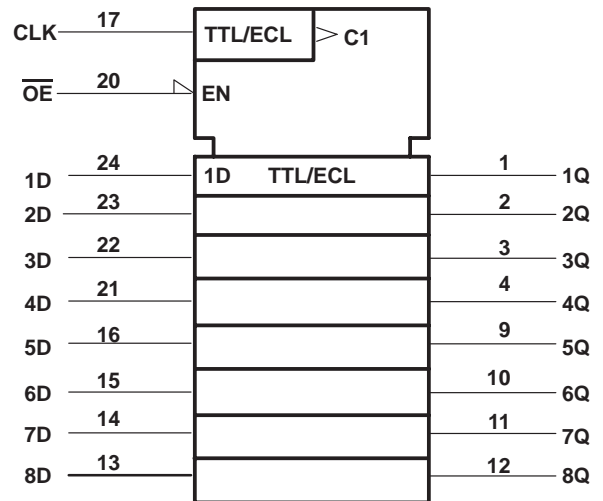 CLK 17 TTL/ECL C1
OE 20 EN
1D 24 1D TTL/ECL 1 1Q
2D 23 2 2Q
3D 22 3 3Q
4D 21 4 4Q
5D 16 9 5Q
6D 15 10 6Q
7D 14 11 7Q
8D 13 12 8Q